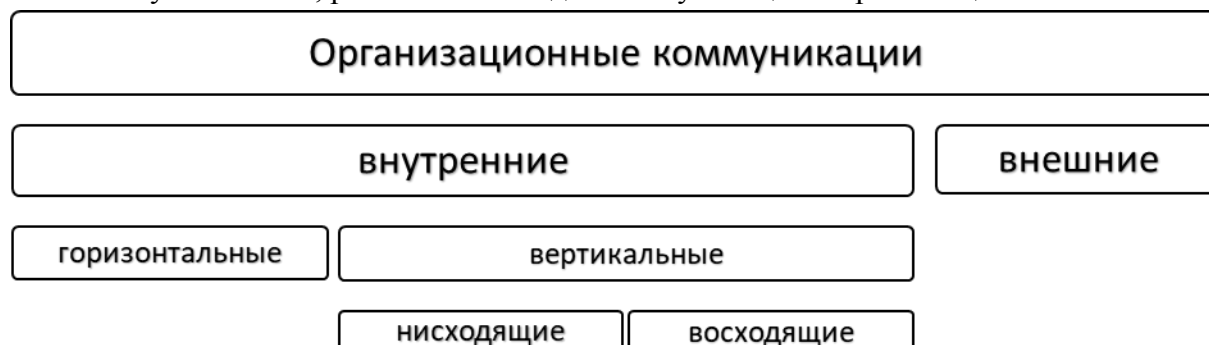 Организационные коммуникации
внутренние внешние
горизонтальные вертикальные
нисходящие восходящие